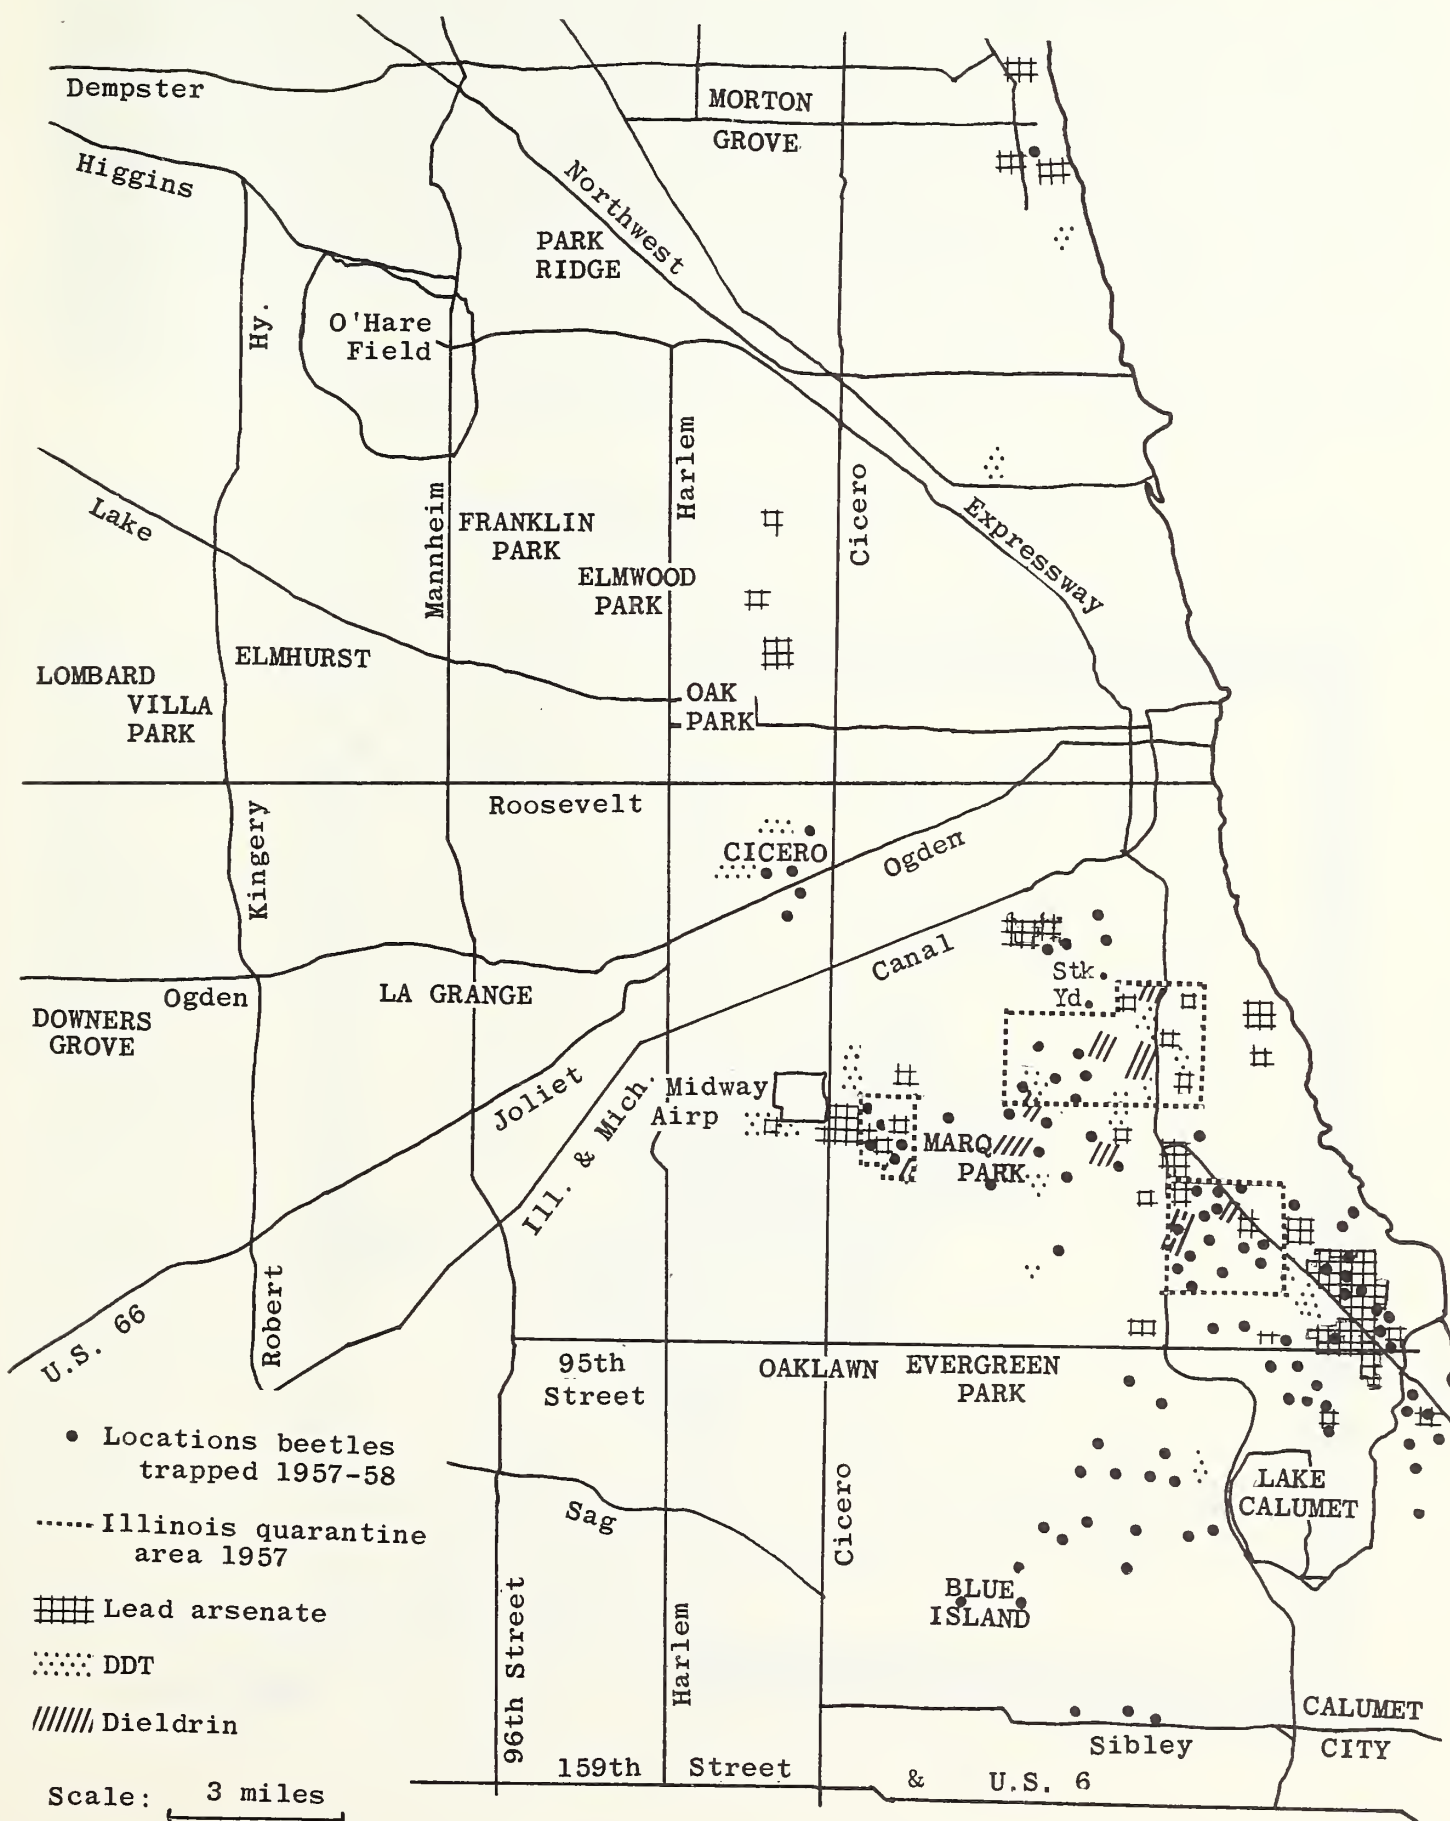 Dempster
MORTON
GROVE
Higgins
Northwest
PARK
RIDGE
Hy.
O'Hare
Field
Harlem
Cicero
Lake
Mannheim
FRANKLIN
PARK
Expressway
ELMWOOD
PARK
ELMHURST
LOMBARD
VILLA
PARK
OAK
PARK
Roosevelt
Kingery
CICERO
Ogden
Canal
Stk
Yd
Ogden
LA GRANGE
DOWNERS
GROVE
Joliet
Ill. & Mich.
Midway
Airp
MARQ
PARK
Robert
U.S. 66
95th
Street
OAKLAWN
EVERGREEN
PARK
Locations beetles
trapped 1957-58
Illinois quarantine
area 1957
Lead arsenate
DDT
Dieldrin
Scale: 3 miles
Sag
Cicero
LAKE
CALUMET
BLUE
ISLAND
96th Street
Harlem
CALUMET
CITY
Sibley
159th Street & U.S. 6